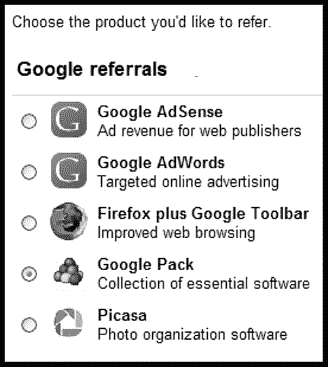 Choose the product you'd like to refer.
Google referrals
G Google AdSense
Ad revenue for web publishers
G Google AdWords
Targeted online advertising
Firefox plus Google Toolbar
Improved web browsing
Google Pack
Collection of essential software
Picasa
Photo organization software